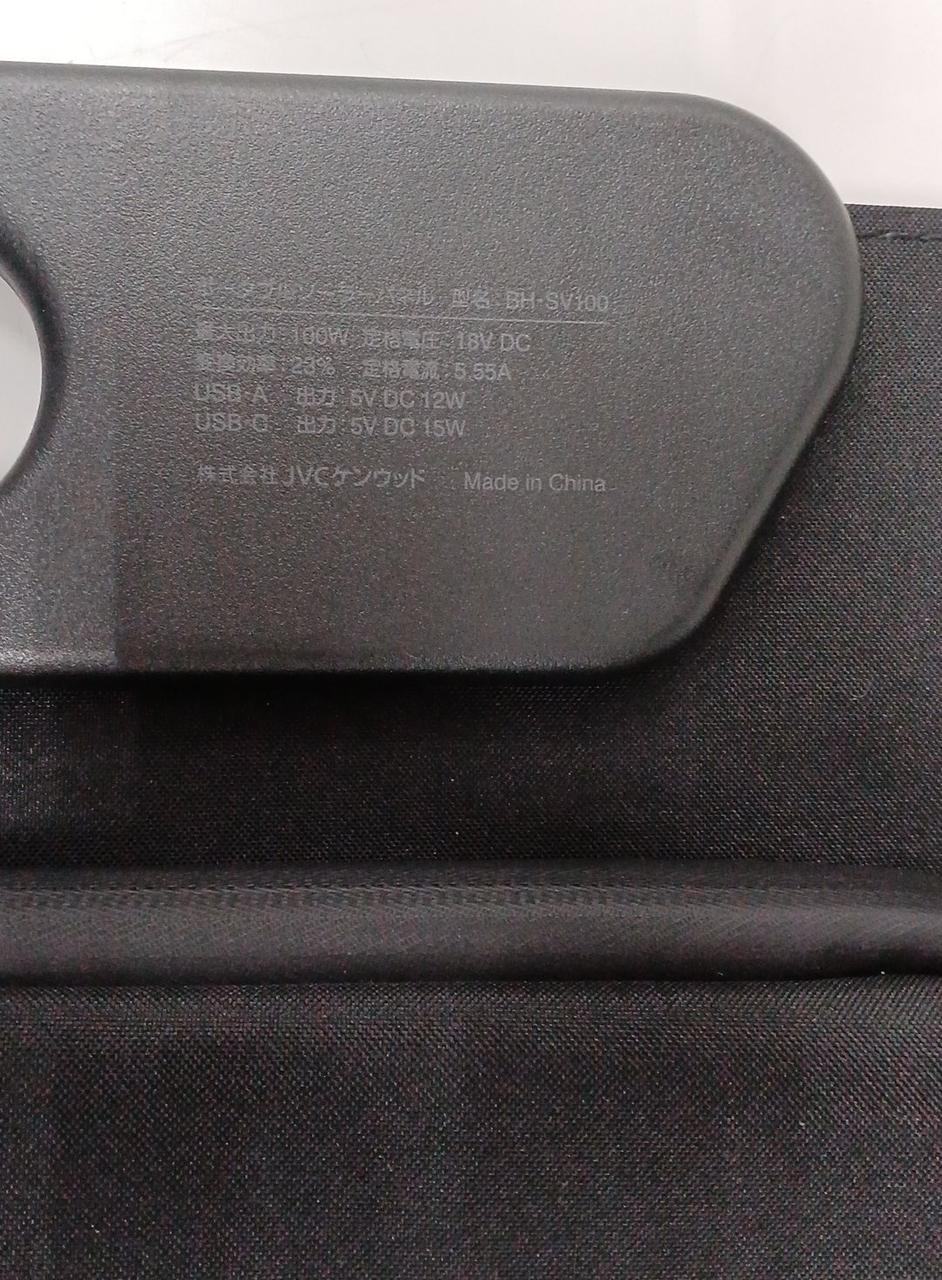 ポータブルソーラーパネル 型名 BH-SV100
最大出力 : 100W 定格電圧 : 18V DC
変換効率 : 23% 定格電流 : 5.55A
USB-A 出力 5V DC 12W
USB-C 出力 5V DC 15W
株式会社JVCケンウッド Made in China